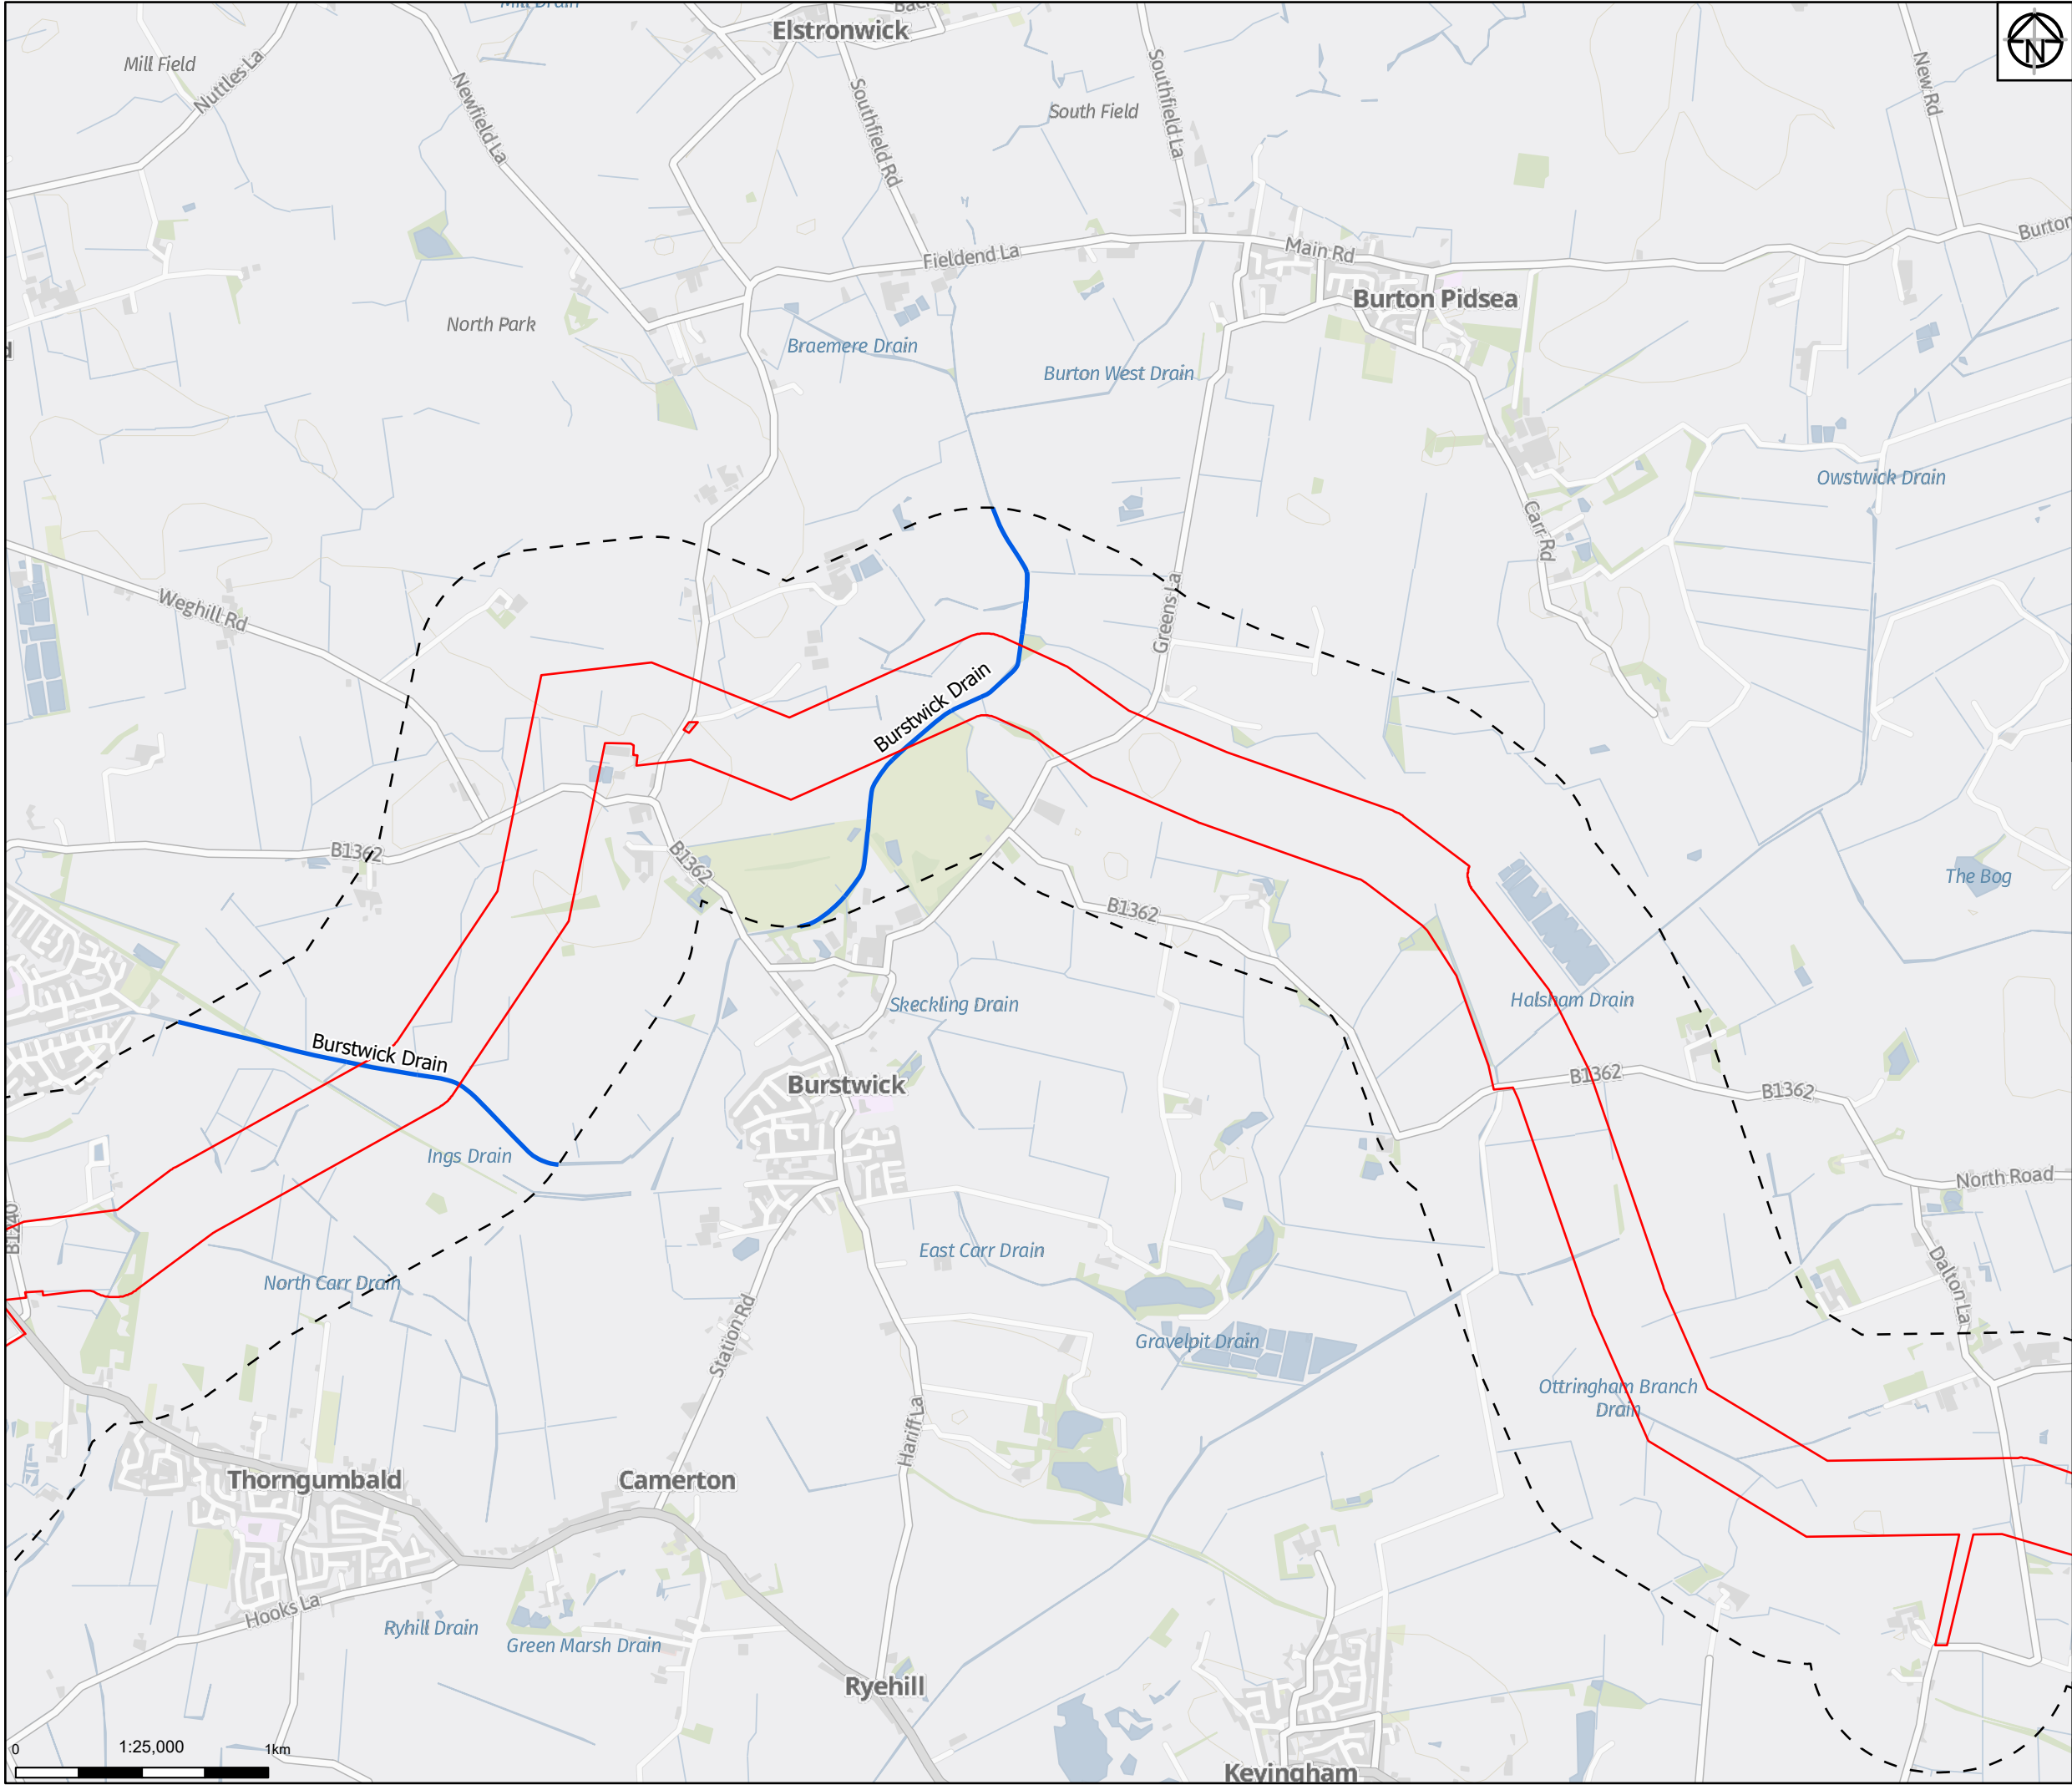 Mill Drain
Back
Elstronwick
N
Mill Field
Nuttles La
Newfield La
Southfield Rd
South Field
Southfield La
New Rd
Burton
Fieldend La
Main Rd
Burton Pidsea
North Park
d
Braemere Drain
Burton West Drain
Owstwick Drain
Carr Rd
Weghill Rd
Greens La
Burstwick Drain
B1362
B1362
The Bog
B1362
Halsham Drain
Skeckling Drain
Burstwick Drain
B1362
B1362
Burstwick
Ings Drain
North Road
B1240
East Carr Drain
North Carr Drain
Dalton La
Station Rd
Gravelpit Drain
Ottringham Branch
Drain
Hariff La
Thorngumbald
Camerton
Hooks La
Ryhill Drain
Green Marsh Drain
Ryehill
0
1:25,000
1km
Keyingham